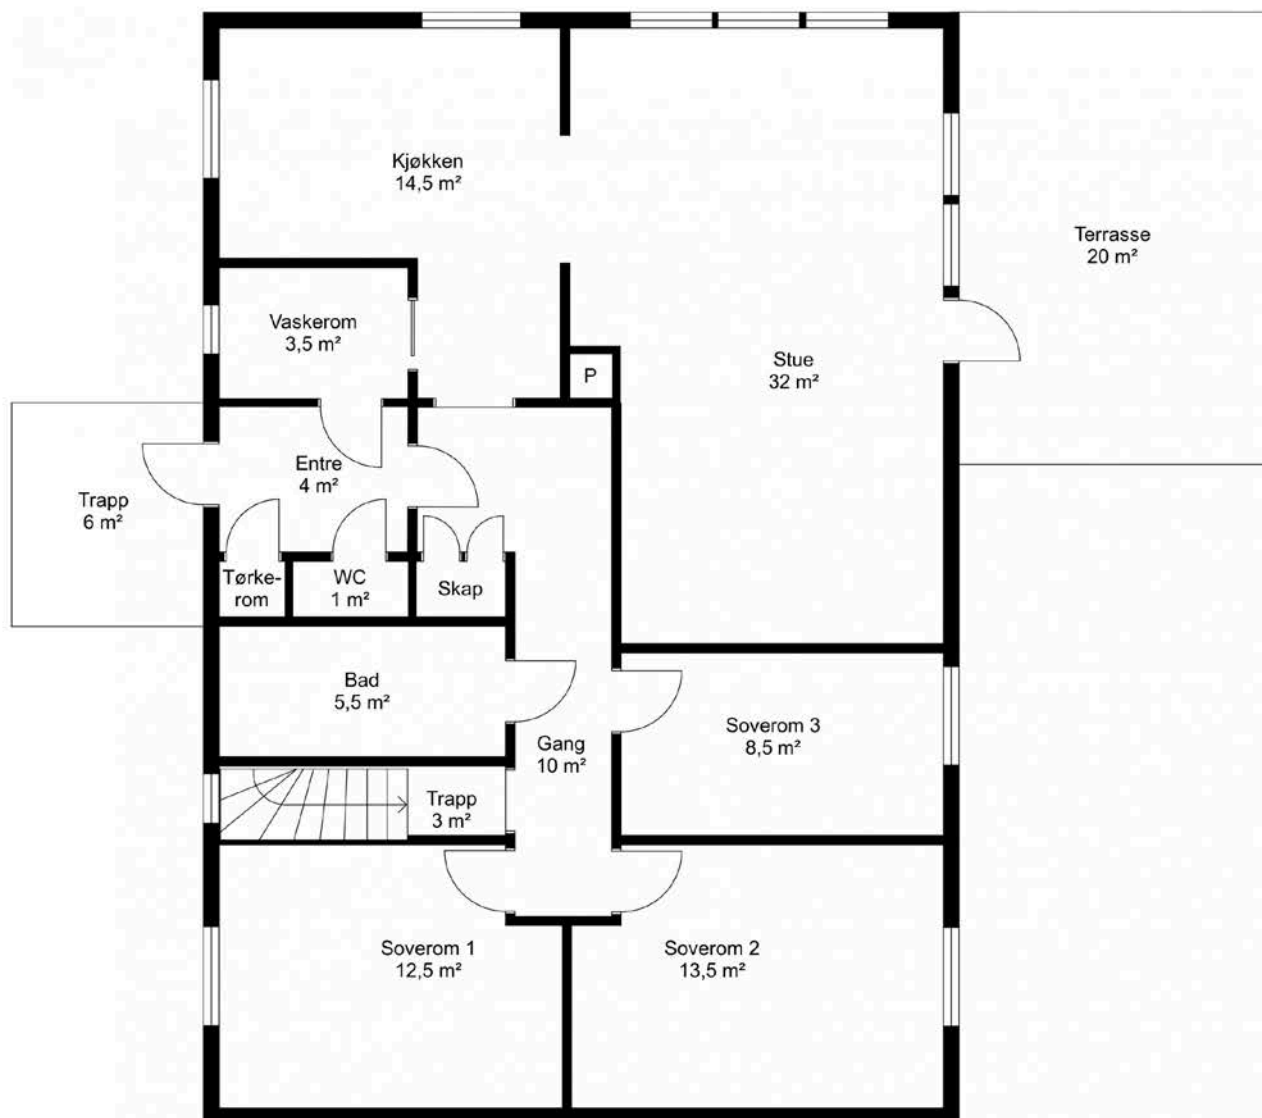 Kjøkken
14,5 m²
Terrasse
20 m²
Vaskerom
3,5 m²
Stue
32 m²
P
Entre
4 m²
Trapp
6 m²
Tørke-
rom
WC
1 m²
Skap
Bad
5,5 m²
Soverom 3
8,5 m²
Gang
10 m²
Trapp
3 m²
Soverom 1
12,5 m²
Soverom 2
13,5 m²